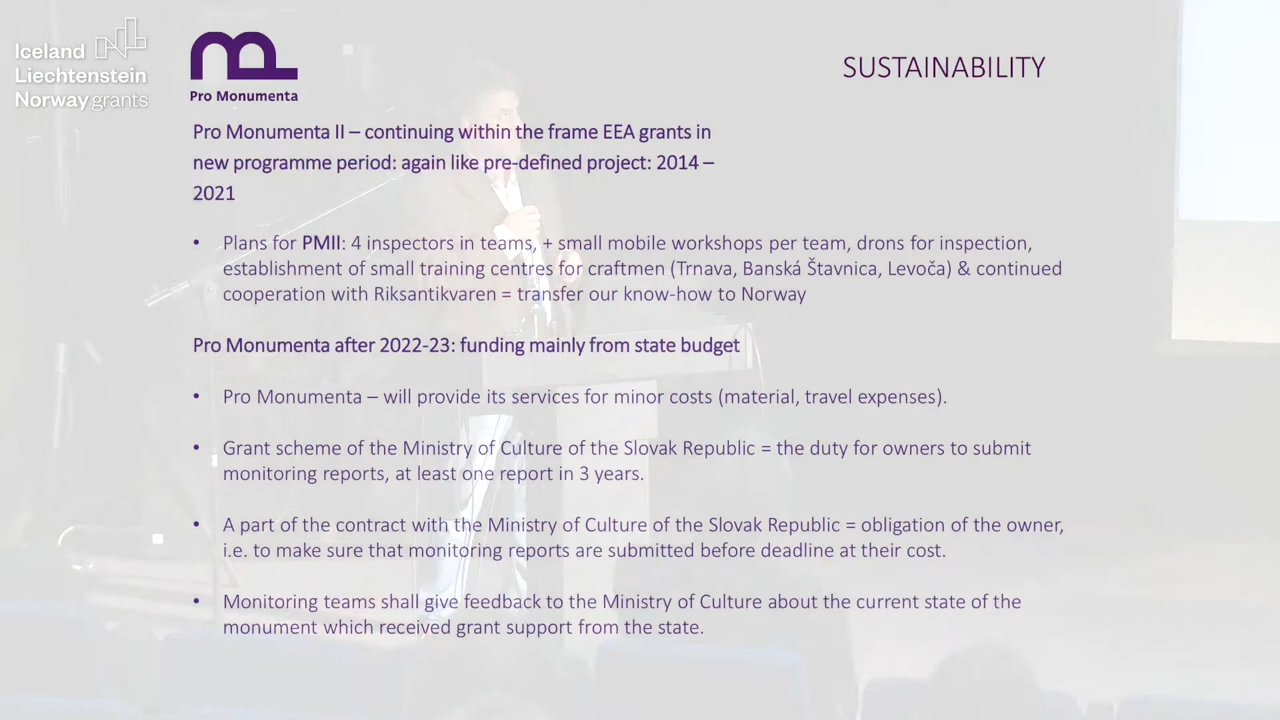 Iceland
Liechtenstein
Norway grants
Pro Monumenta
SUSTAINABILITY
Pro Monumenta II – continuing within the frame EEA grants in
new programme period: again like pre-defined project: 2014 –
2021
• Plans for PMII: 4 inspectors in teams, + small mobile workshops per team, drons for inspection,
establishment of small training centres for craftmen (Trnava, Banská Štavnica, Levoča) & continued
cooperation with Riksantikvaren = transfer our know-how to Norway
Pro Monumenta after 2022-23: funding mainly from state budget
• Pro Monumenta – will provide its services for minor costs (material, travel expenses).
• Grant scheme of the Ministry of Culture of the Slovak Republic = the duty for owners to submit
monitoring reports, at least one report in 3 years.
• A part of the contract with the Ministry of Culture of the Slovak Republic = obligation of the owner,
i.e. to make sure that monitoring reports are submitted before deadline at their cost.
• Monitoring teams shall give feedback to the Ministry of Culture about the current state of the
monument which received grant support from the state.